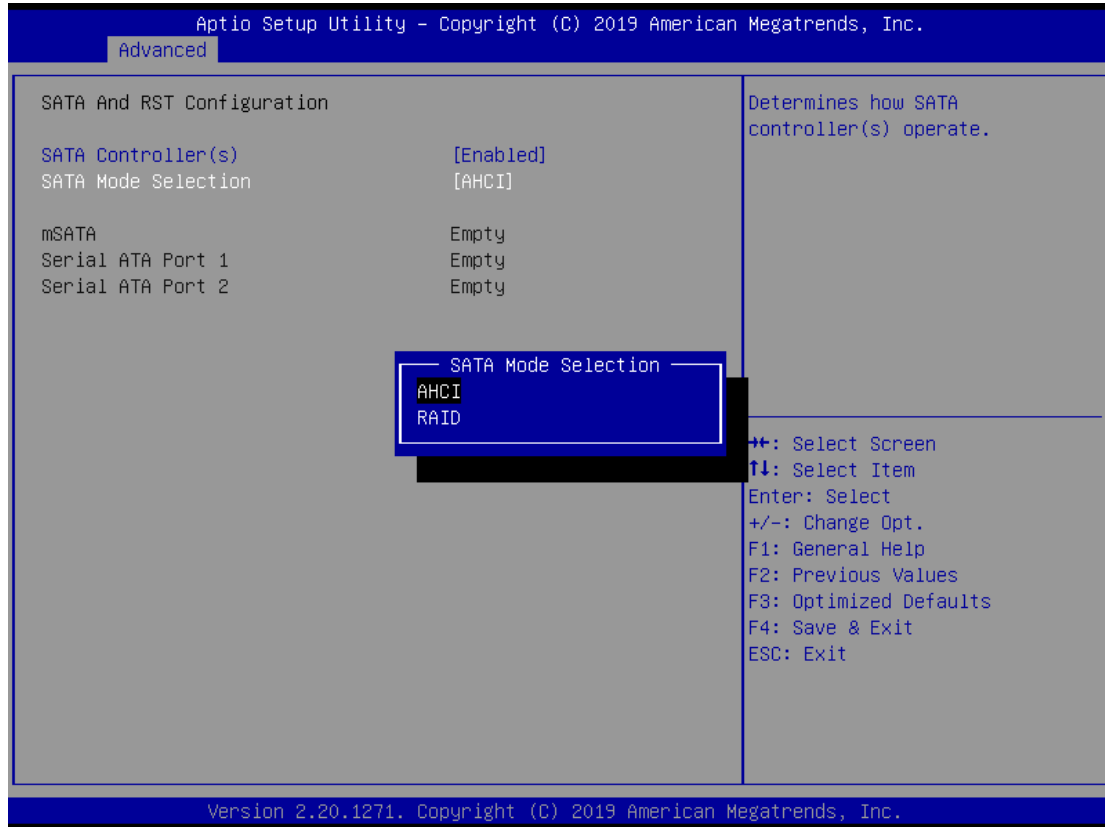 Aptio Setup Utility – Copyright (C) 2019 American Megatrends, Inc.
Advanced
SATA And RST Configuration
SATA Controller(s) [Enabled]
SATA Mode Selection [AHCI]
mSATA Empty
Serial ATA Port 1 Empty
Serial ATA Port 2 Empty
SATA Mode Selection
AHCI
RAID
Determines how SATA
controller(s) operate.
→←: Select Screen
↑↓: Select Item
Enter: Select
+/-: Change Opt.
F1: General Help
F2: Previous Values
F3: Optimized Defaults
F4: Save & Exit
ESC: Exit
Version 2.20.1271. Copyright (C) 2019 American Megatrends, Inc.